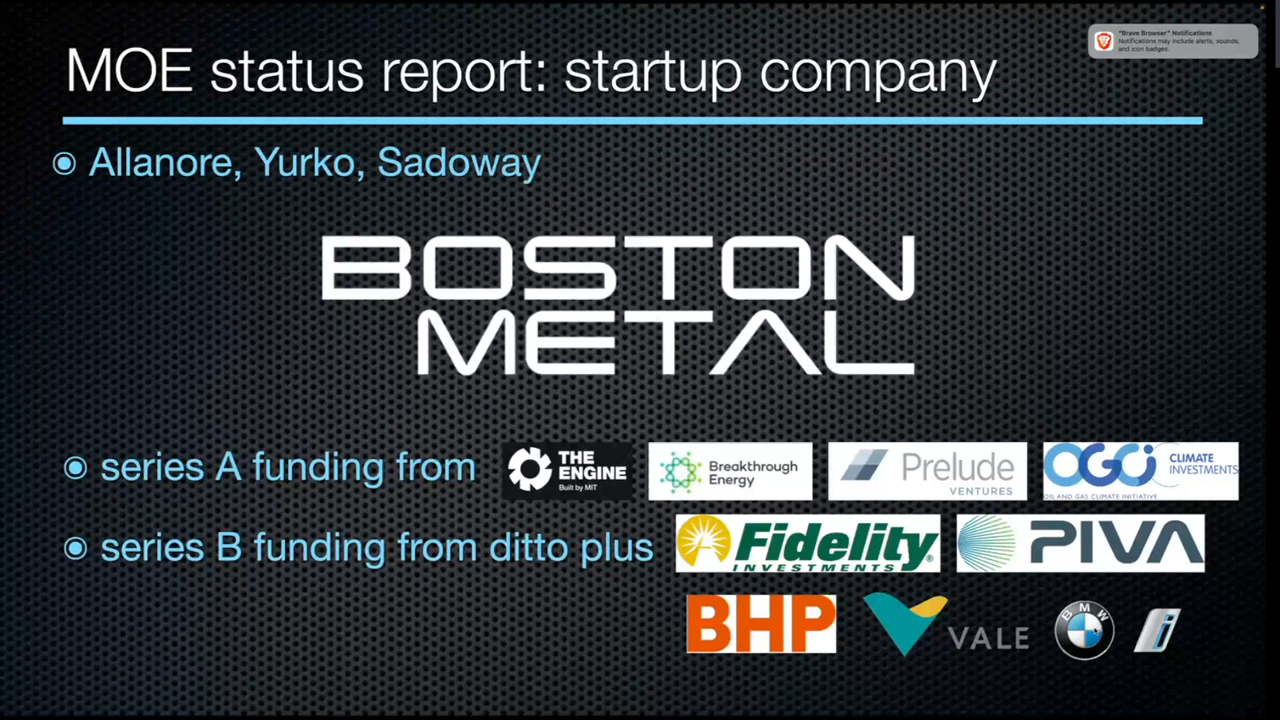 "Brave Browser" Notifications
Notifications may include alerts, sounds,
and icon badges.
MOE status report: startup company
Allanore, Yurko, Sadoway
BOSTON
METAL
series A funding from
THE
ENGINE
Built by MIT
Breakthrough
Energy
Prelude
VENTURES
OGCI
CLIMATE
INVESTMENTS
OIL AND GAS CLIMATE INITIATIVE
series B funding from ditto plus
Fidelity
INVESTMENTS
PIVA
BHP
VALE
BMW
i